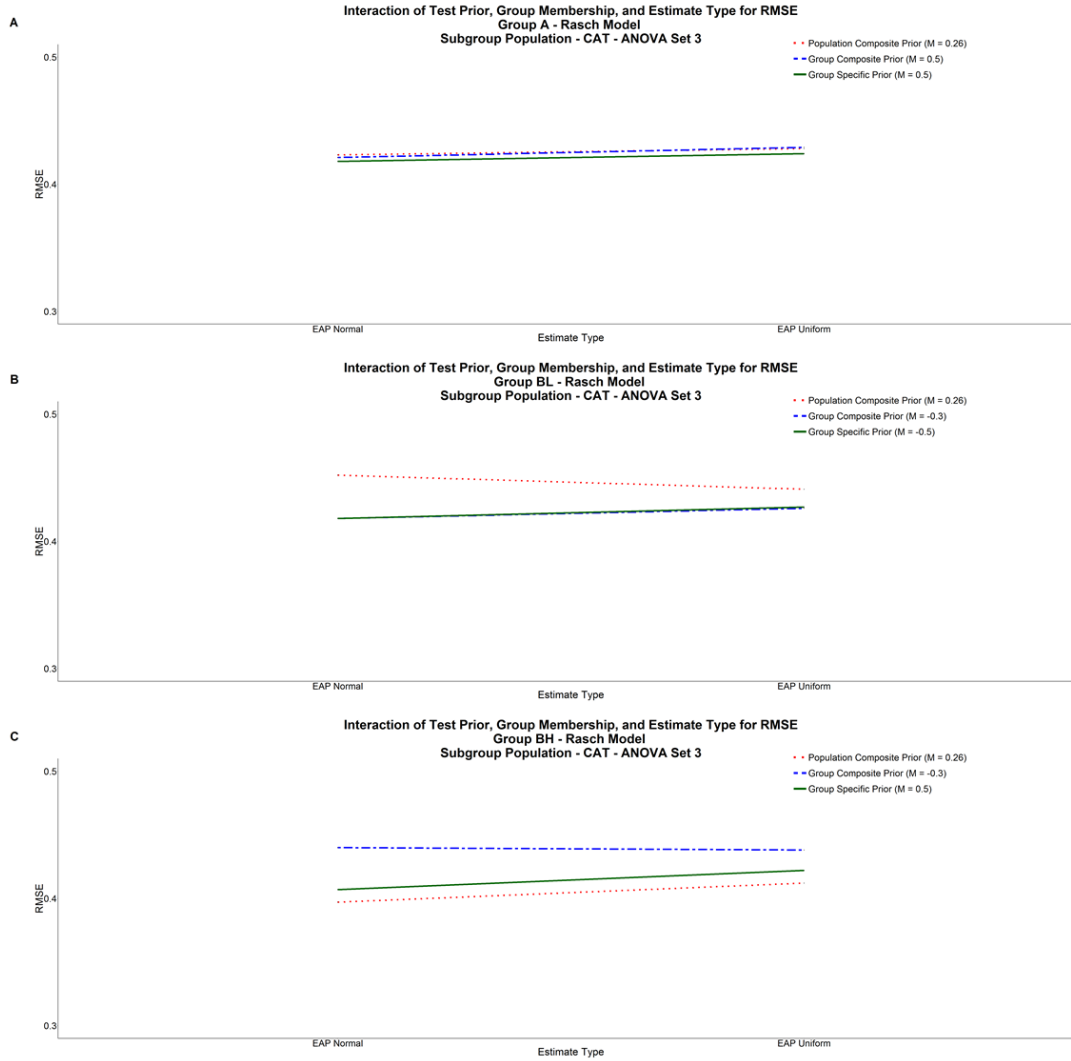 A
Interaction of Test Prior, Group Membership, and Estimate Type for RMSE
Group A - Rasch Model
Subgroup Population - CAT - ANOVA Set 3
Population Composite Prior (M = 0.26)
Group Composite Prior (M = 0.5)
Group Specific Prior (M = 0.5)
0.5
0.4
RMSE
0.3
EAP Normal
EAP Uniform
Estimate Type
B
Interaction of Test Prior, Group Membership, and Estimate Type for RMSE
Group BL - Rasch Model
Subgroup Population - CAT - ANOVA Set 3
Population Composite Prior (M = 0.26)
Group Composite Prior (M = -0.3)
Group Specific Prior (M = -0.5)
0.5
0.4
RMSE
0.3
EAP Normal
EAP Uniform
Estimate Type
C
Interaction of Test Prior, Group Membership, and Estimate Type for RMSE
Group BH - Rasch Model
Subgroup Population - CAT - ANOVA Set 3
Population Composite Prior (M = 0.26)
Group Composite Prior (M = -0.3)
Group Specific Prior (M = 0.5)
0.5
0.4
RMSE
0.3
EAP Normal
EAP Uniform
Estimate Type